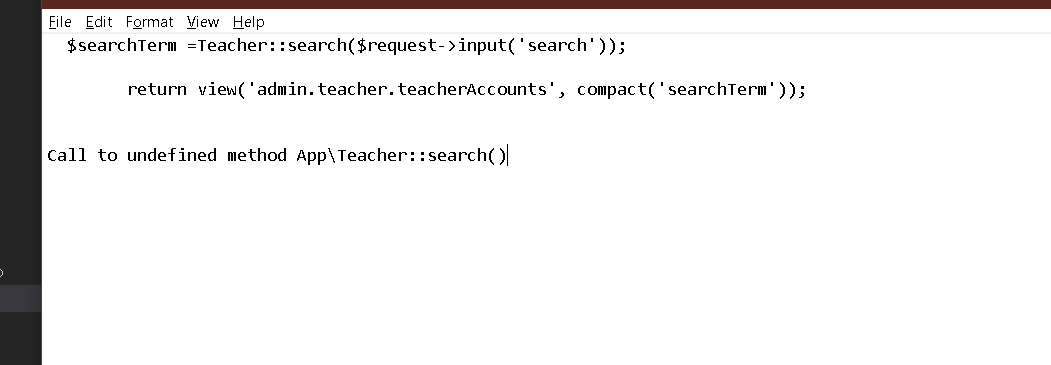 File Edit Format View Help
$searchTerm =Teacher::search($request->input('search'));
return view('admin.teacher.teacherAccounts', compact('searchTerm'));
Call to undefined method App\Teacher::search()